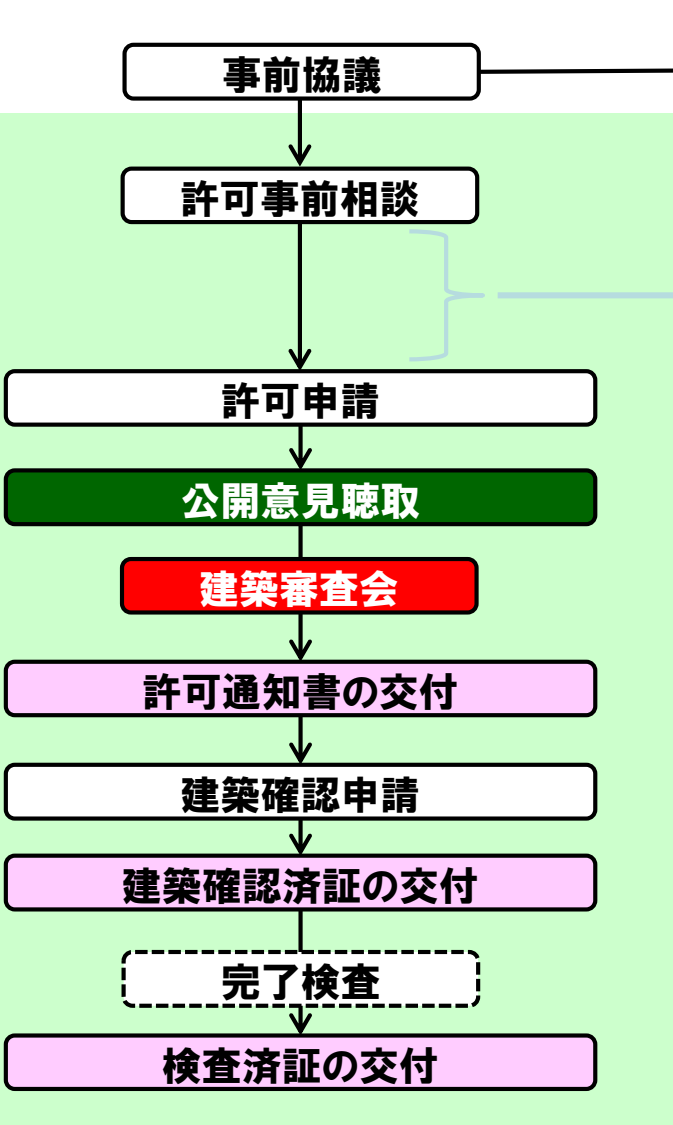 事前協議
許可事前相談
許可申請
公開意見聴取
建築審査会
許可通知書の交付
建築確認申請
建築確認済証の交付
完了検査
検査済証の交付